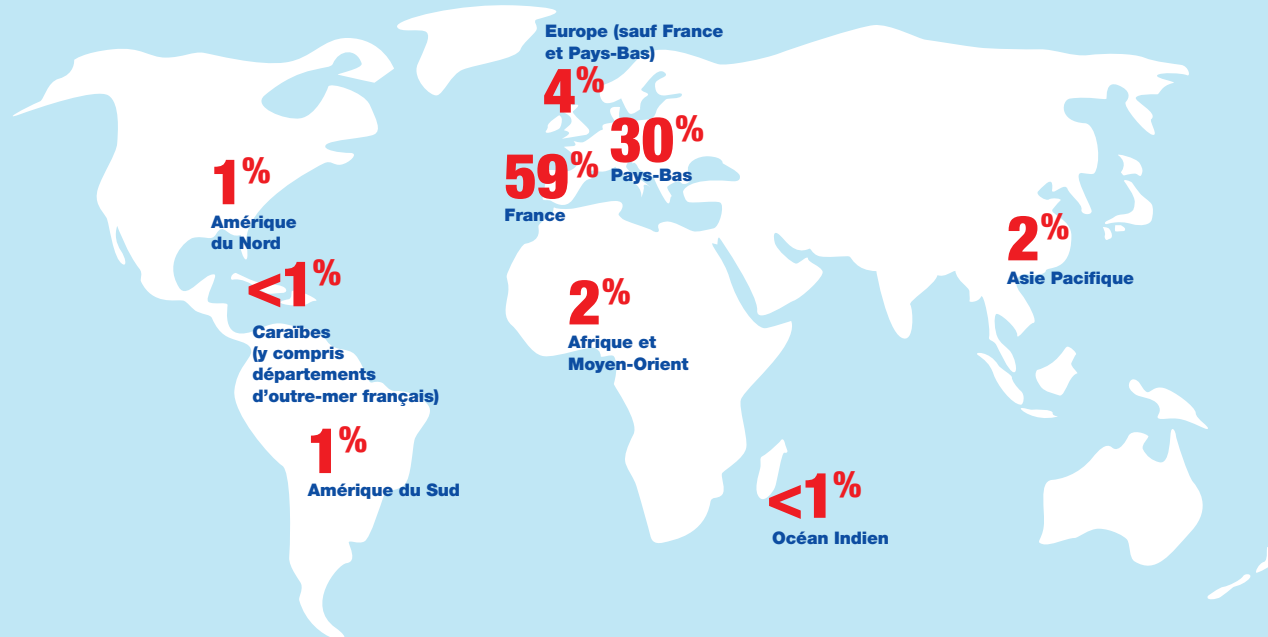 Europe (sauf France
et Pays-Bas)
4%
30%
Pays-Bas
59%
France
1%
Amérique
du Nord
<1%
Caraïbes
(y compris
départements
d’outre-mer français)
1%
Amérique du Sud
2%
Afrique et
Moyen-Orient
2%
Asie Pacifique
<1%
Océan Indien